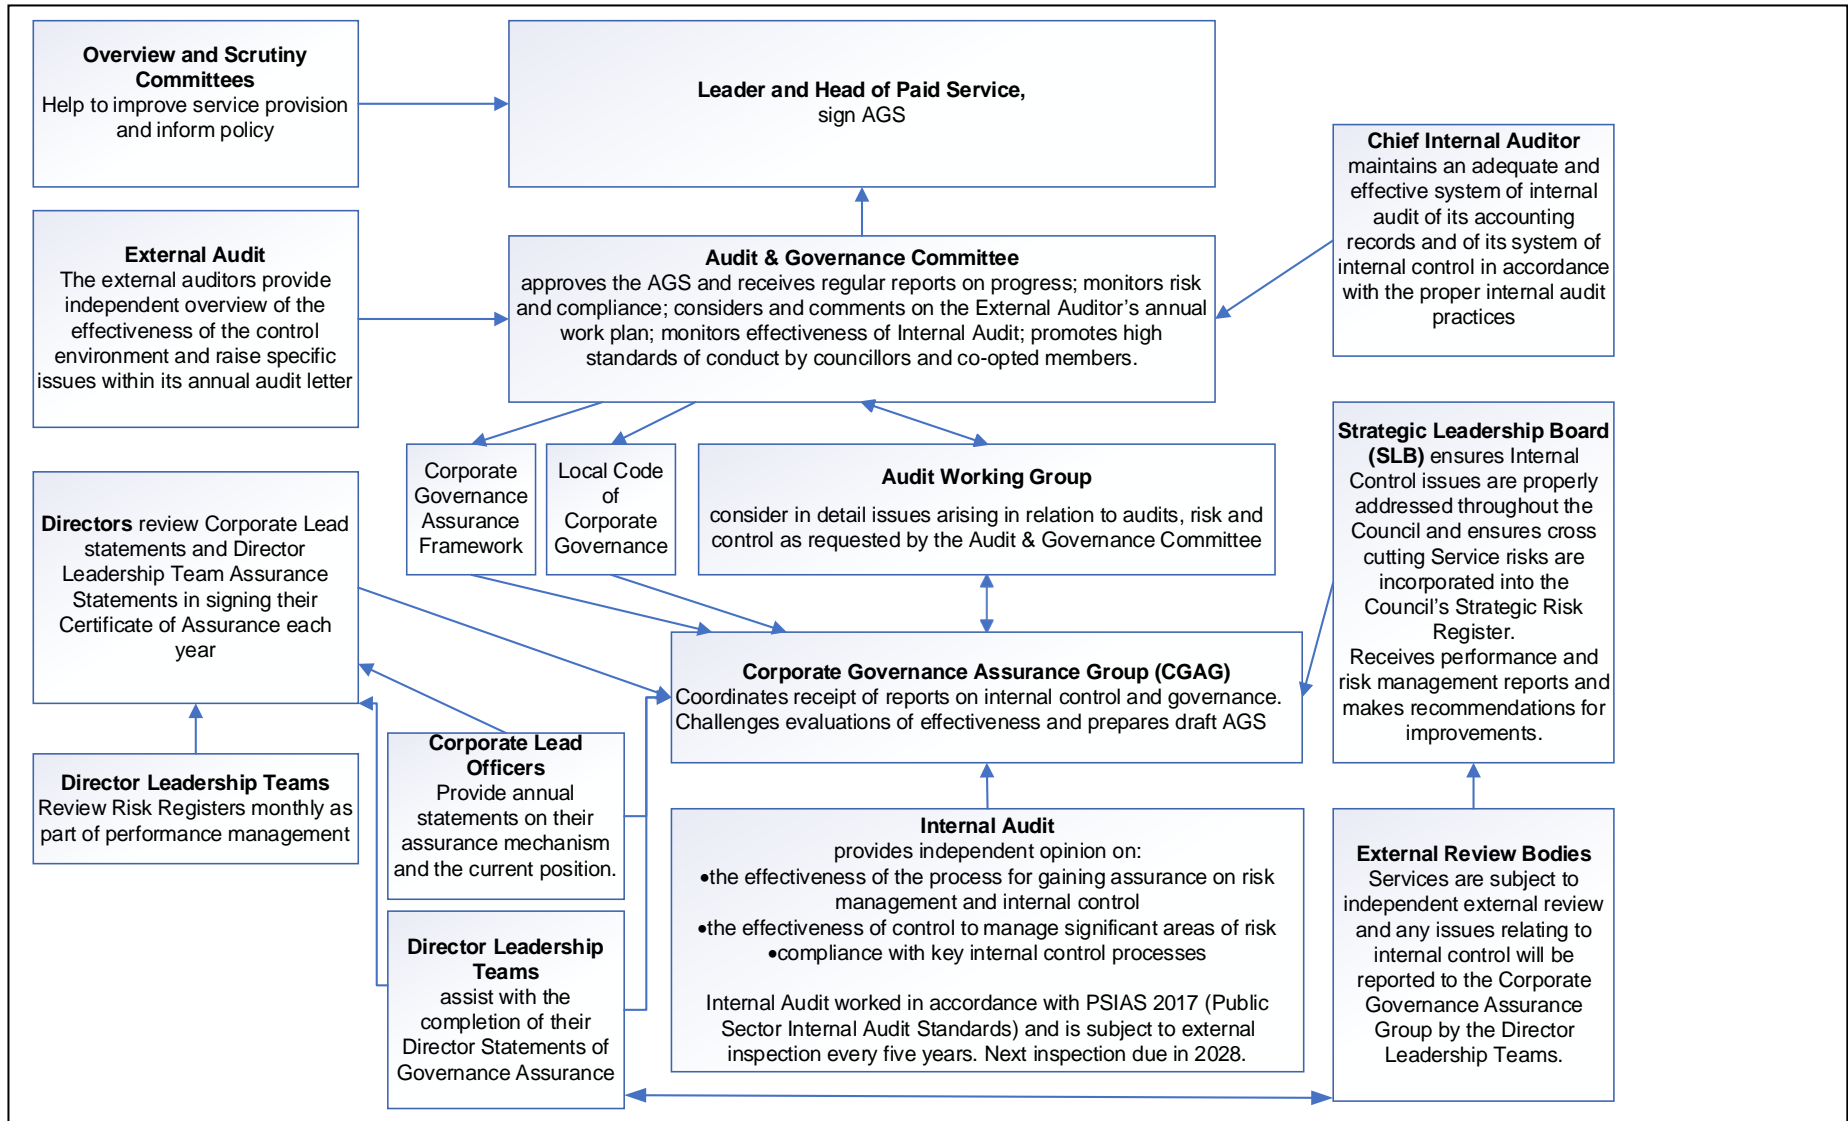 Overview and Scrutiny
Committees
Help to improve service provision
and inform policy
Leader and Head of Paid Service,
sign AGS
Chief Internal Auditor
maintains an adequate and
effective system of internal
audit of its accounting
records and of its system of
internal control in accordance
with the proper internal audit
practices
External Audit
The external auditors provide
independent overview of the
effectiveness of the control
environment and raise specific
issues within its annual audit letter
Audit & Governance Committee
approves the AGS and receives regular reports on progress; monitors risk
and compliance; considers and comments on the External Auditor’s annual
work plan; monitors effectiveness of Internal Audit; promotes high
standards of conduct by councillors and co-opted members.
Corporate
Governance
Assurance
Framework
Local Code
of
Corporate
Governance
Audit Working Group
consider in detail issues arising in relation to audits, risk and
control as requested by the Audit & Governance Committee
Strategic Leadership Board
(SLB) ensures Internal
Control issues are properly
addressed throughout the
Council and ensures cross
cutting Service risks are
incorporated into the
Council’s Strategic Risk
Register.
Receives performance and
risk management reports and
makes recommendations for
improvements.
Directors review Corporate Lead
statements and Director
Leadership Team Assurance
Statements in signing their
Certificate of Assurance each
year
Corporate Governance Assurance Group (CGAG)
Coordinates receipt of reports on internal control and governance.
Challenges evaluations of effectiveness and prepares draft AGS
Director Leadership Teams
Review Risk Registers monthly as
part of performance management
Corporate Lead
Officers
Provide annual
statements on their
assurance mechanism
and the current position.
Internal Audit
provides independent opinion on:
•the effectiveness of the process for gaining assurance on risk
management and internal control
•the effectiveness of control to manage significant areas of risk
•compliance with key internal control processes
Internal Audit worked in accordance with PSIAS 2017 (Public
Sector Internal Audit Standards) and is subject to external
inspection every five years. Next inspection due in 2028.
External Review Bodies
Services are subject to
independent external review
and any issues relating to
internal control will be
reported to the Corporate
Governance Assurance
Group by the Director
Leadership Teams.
Director Leadership
Teams
assist with the
completion of their
Director Statements of
Governance Assurance